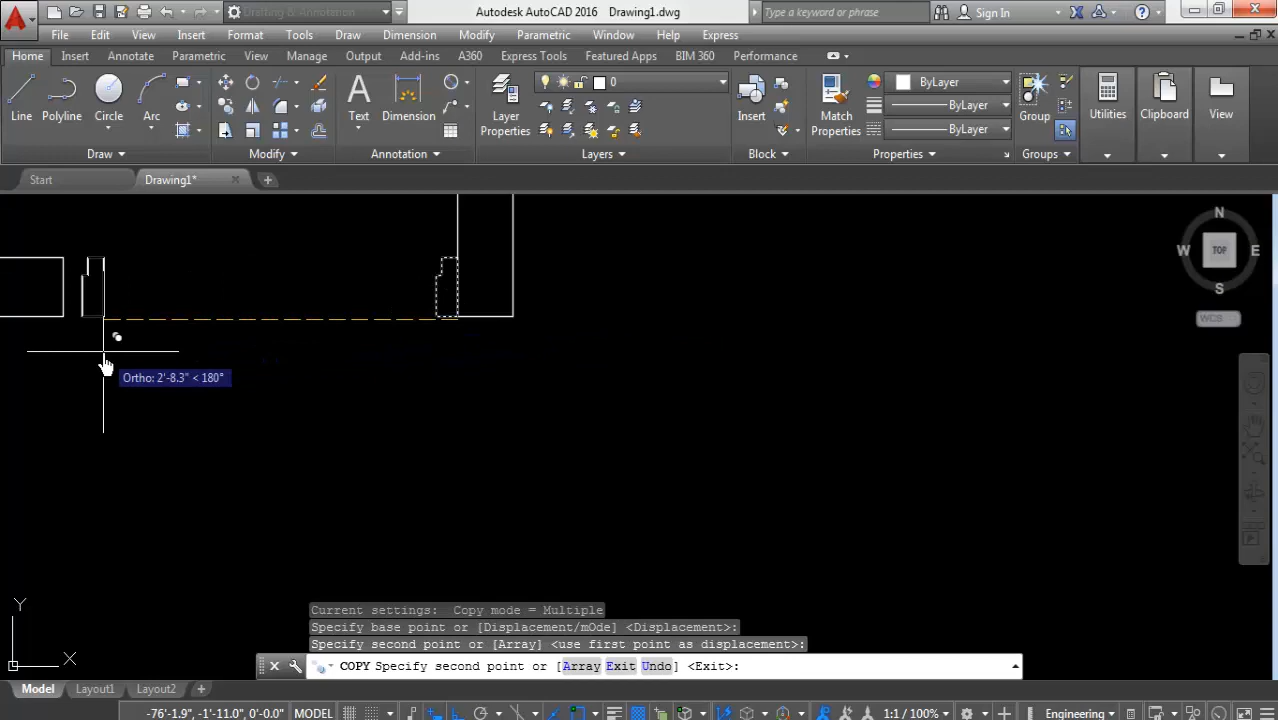 Drafting & Annotation
Autodesk AutoCAD 2016 Drawing1.dwg
Type a keyword or phrase
Sign In
File Edit View Insert Format Tools Draw Dimension Modify Parametric Window Help Express
Home Insert Annotate Parametric View Manage Output Add-ins A360 Express Tools Featured Apps BIM 360 Performance
Line Polyline Circle Arc
Text Dimension
Layer Properties
0
Insert
Match Properties
ByLayer
ByLayer
ByLayer
Group
Utilities
Clipboard
View
Draw Modify Annotation Layers Block Properties Groups
Start Drawing1* +
N
W TOP E
S
WCS
Ortho: 2'-8.3" < 180°
Y
X
Current settings: Copy mode = Multiple
Specify base point or [Displacement/mOde] <Displacement>:
Specify second point or [Array] <use first point as displacement>:
COPY Specify second point or [Array Exit Undo] <Exit>:
Model Layout1 Layout2 +
-76'-1.9", -1'-11.0", 0'-0.0" MODEL 1:1 / 100% Engineering